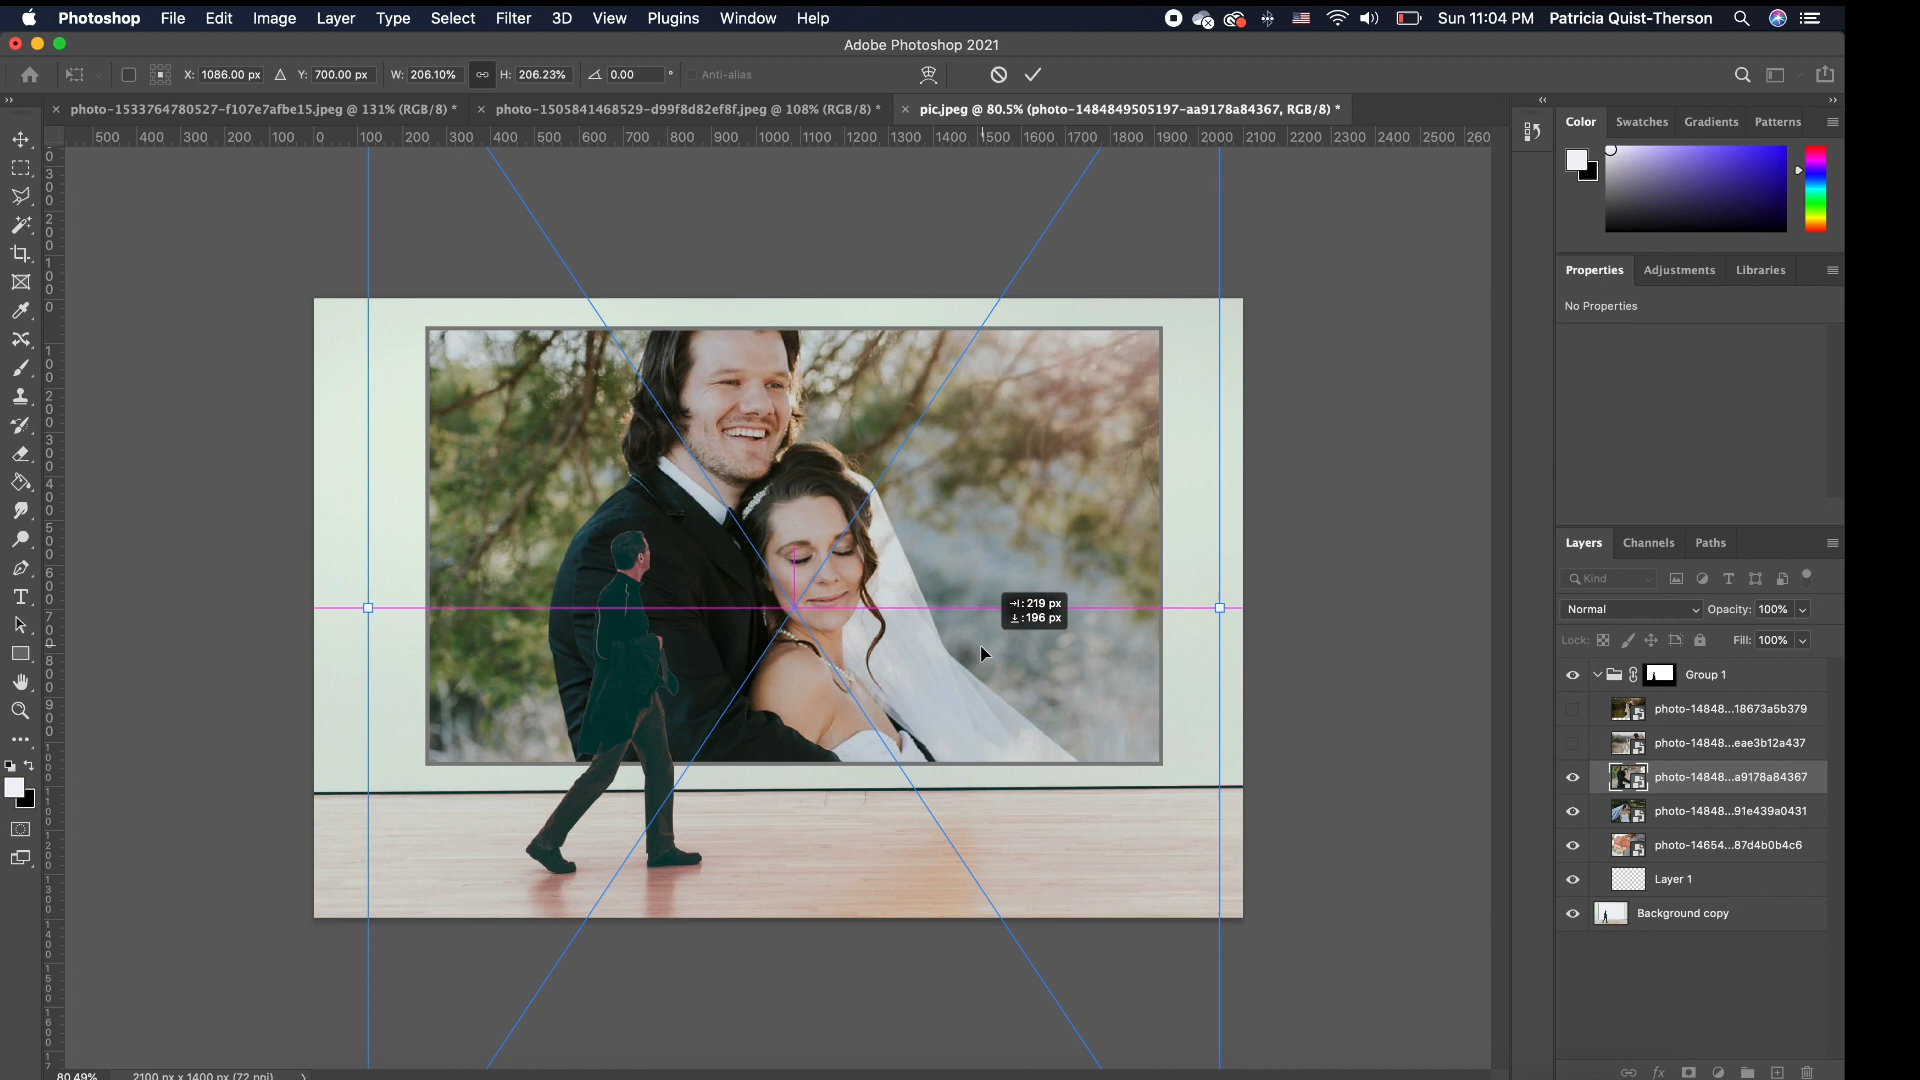 Photoshop File Edit Image Layer Type Select Filter 3D View Plugins Window Help Sun 11:04 PM Patricia Quist-Therson
Adobe Photoshop 2021
X: 1086.00 px Y: 700.00 px W: 206.10% H: 206.23% 0.00 ° Anti-alias
photo-1533764780527-f107e7afbe15.jpeg @ 131% (RGB/8) *
photo-1505841468529-d99f8d82ef8f.jpeg @ 108% (RGB/8) *
pic.jpeg @ 80.5% (photo-1484849505197-aa9178a84367, RGB/8) *
500 400 300 200 100 0 100 200 300 400 500 600 700 800 900 1000 1100 1200 1300 1400 1500 1600 1700 1800 1900 2000 2100 2200 2300 2400 2500 260
Color Swatches Gradients Patterns
Properties Adjustments Libraries
No Properties
219 px
196 px
Layers Channels Paths
Kind
Normal Opacity: 100%
Lock: Fill: 100%
Group 1
photo-14848...18673a5b379
photo-14848...eae3b12a437
photo-14848...a9178a84367
photo-14848...91e439a0431
photo-14654...87d4b0b4c6
Layer 1
Background copy
fx
80.49% 2100 px x 1400 px (72 ppi)